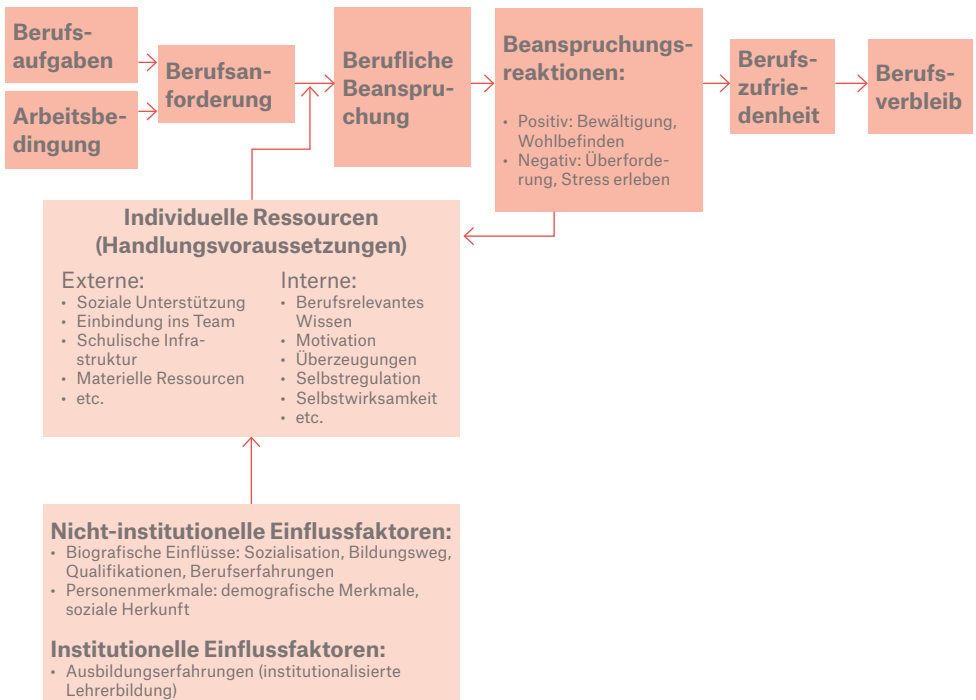 Berufs-
aufgaben
Arbeitsbe-
dingung
Berufsan-
forderung
Berufliche
Beanspru-
chung
Beanspruchungs-
reaktionen:
• Positiv: Bewältigung,
Wohlbefinden
• Negativ: Überforde-
rung, Stress erleben
Berufs-
zufrie-
denheit
Berufs-
verbleib
Individuelle Ressourcen
(Handlungsvoraussetzungen)
Externe:
• Soziale Unterstützung
• Einbindung ins Team
• Schulische Infra-
struktur
• Materielle Ressourcen
• etc.
Interne:
• Berufsrelevantes
Wissen
• Motivation
• Überzeugungen
• Selbstregulation
• Selbstwirksamkeit
• etc.
Nicht-institutionelle Einflussfaktoren:
• Biografische Einflüsse: Sozialisation, Bildungsweg,
Qualifikationen, Berufserfahrungen
• Personenmerkmale: demografische Merkmale,
soziale Herkunft
Institutionelle Einflussfaktoren:
• Ausbildungserfahrungen (institutionalisierte
Lehrerbildung)